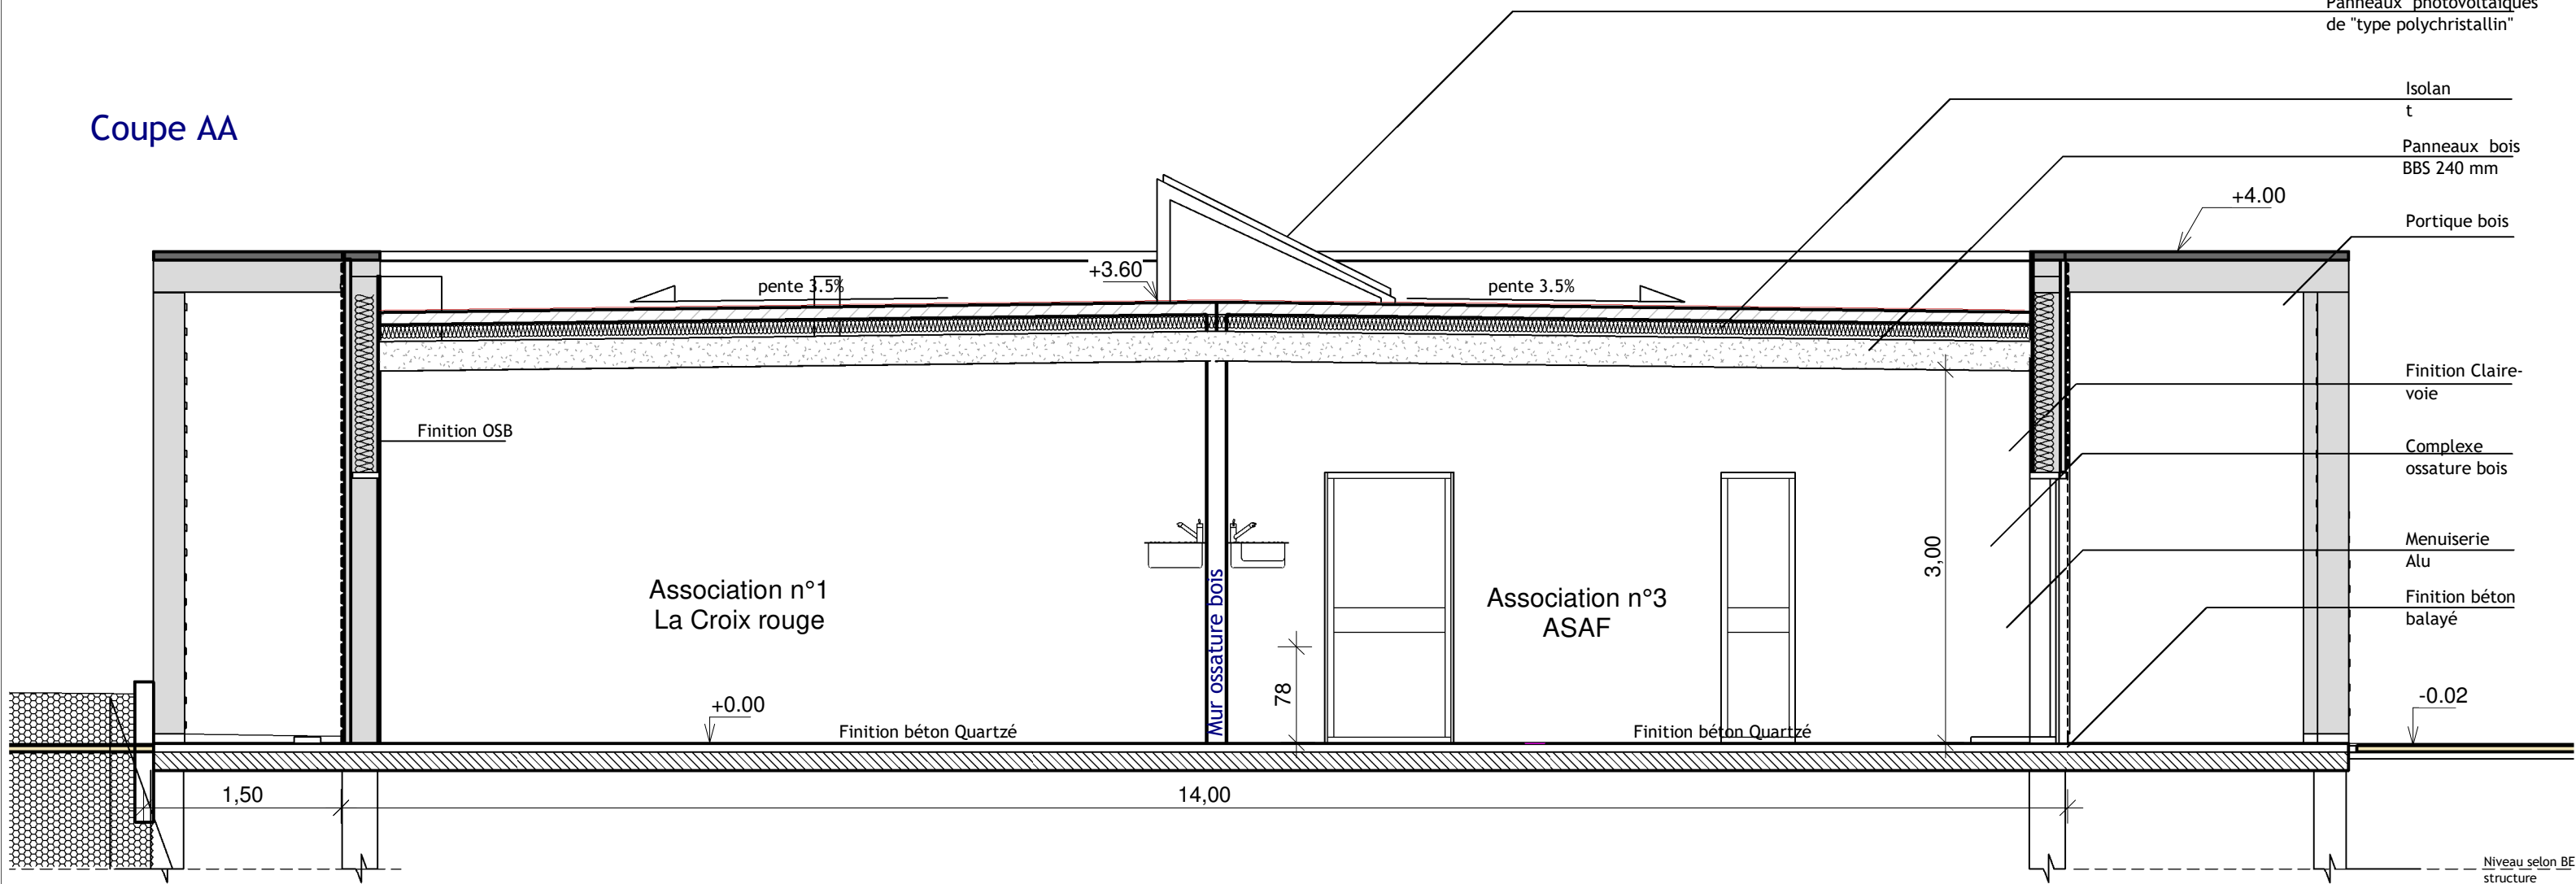 Panneaux photovoltaïques
de "type polychristallin"
Isolan
t
Coupe AA
Panneaux bois
BBS 240 mm
+4.00
Portique bois
+3.60
pente 3.5%
pente 3.5%
Finition Claire-
voie
Finition OSB
Complexe
ossature bois
Menuiserie
Alu
3,00
Association n°1
La Croix rouge
Mur ossature bois
Association n°3
ASAF
Finition béton
balayé
78
+0.00
-0.02
Finition béton Quartzé
Finition béton Quartzé
1,50
14,00
Niveau selon BE
structure